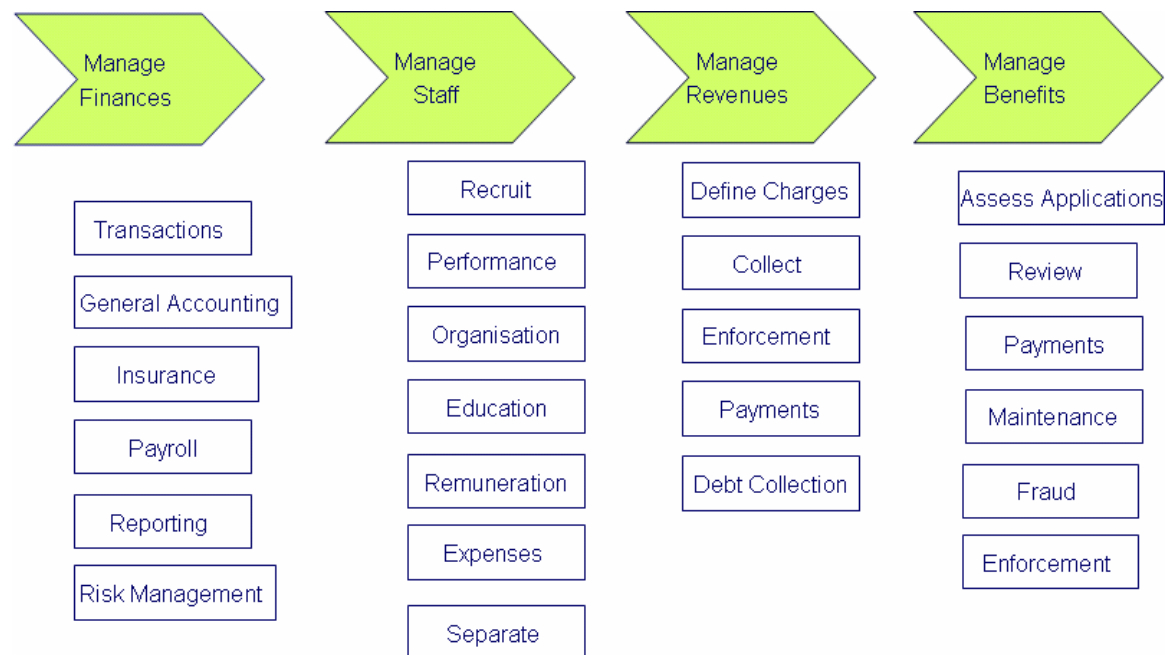 Manage
Finances
Transactions
General Accounting
Insurance
Payroll
Reporting
Risk Management
Manage
Staff
Recruit
Performance
Organisation
Education
Remuneration
Expenses
Separate
Manage
Revenues
Define Charges
Collect
Enforcement
Payments
Debt Collection
Manage
Benefits
Assess Applications
Review
Payments
Maintenance
Fraud
Enforcement